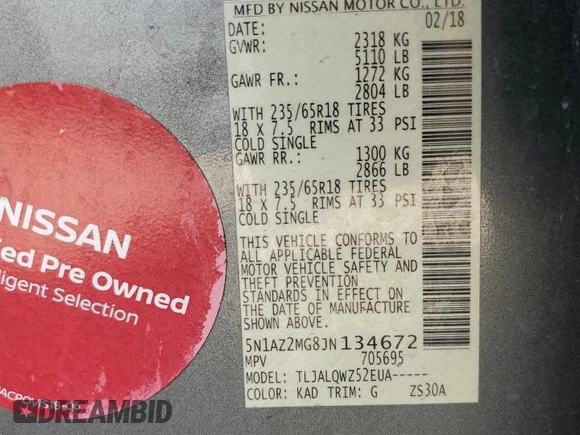 MFD BY NISSAN MOTOR CO., LTD.
DATE: 02/18
GVWR: 2318 KG
5110 LB
GAWR FR.: 1272 KG
2804 LB
WITH 235/65R18 TIRES
18 X 7.5 RIMS AT 33 PSI
COLD SINGLE
GAWR RR.: 1300 KG
2866 LB
WITH 235/65R18 TIRES
18 X 7.5 RIMS AT 33 PSI
COLD SINGLE
THIS VEHICLE CONFORMS TO
ALL APPLICABLE FEDERAL
MOTOR VEHICLE SAFETY AND
THEFT PREVENTION
STANDARDS IN EFFECT ON
THE DATE OF MANUFACTURE
SHOWN ABOVE.
5N1AZ2MG8JN134672
MPV 705695
MODEL: TLJALQWZ52EUA-----
COLOR: KAD TRIM: G ZS30A
NISSAN
ied Pre Owned
lligent Selection
DREAMBID